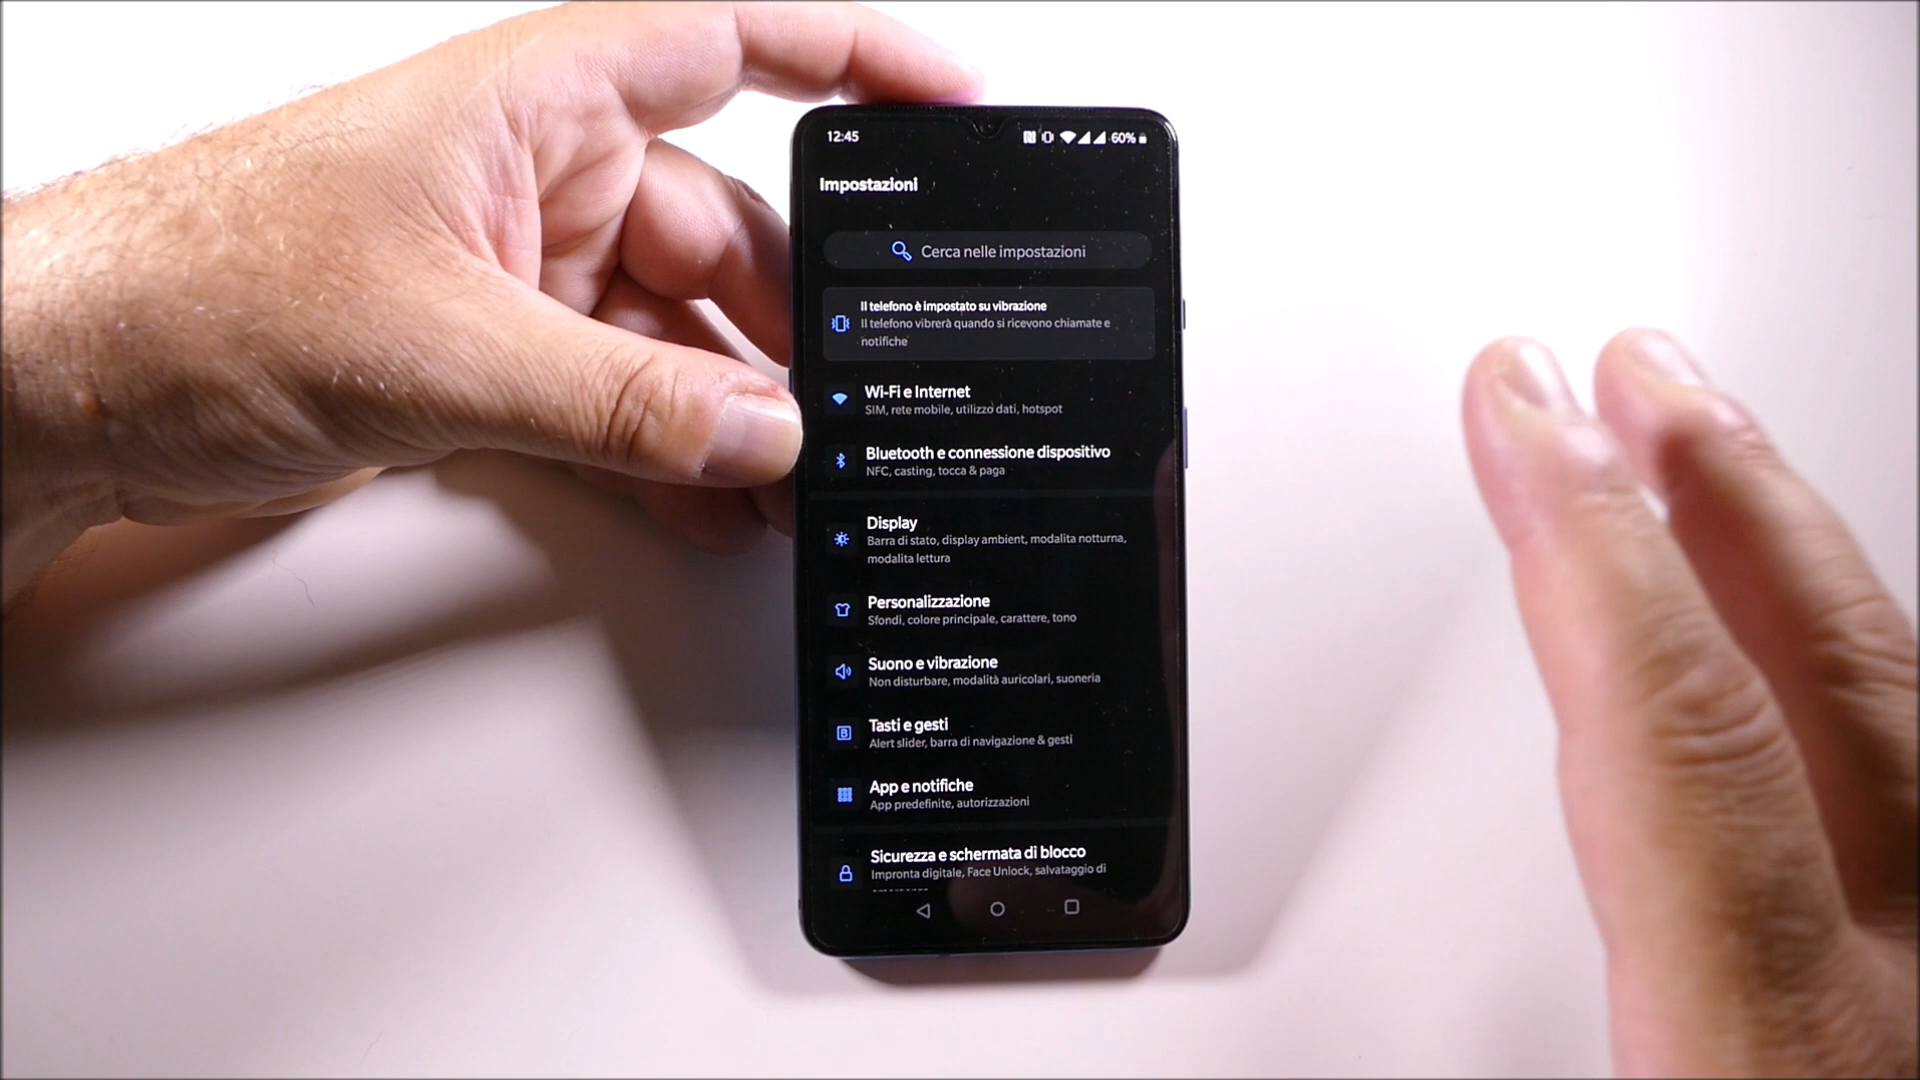 12:45
60%
Impostazioni
Cerca nelle impostazioni
Il telefono è impostato su vibrazione
Il telefono vibrerà quando si ricevono chiamate e
notifiche
Wi-Fi e Internet
SIM, rete mobile, utilizzo dati, hotspot
Bluetooth e connessione dispositivo
NFC, casting, tocca & paga
Display
Barra di stato, display ambient, modalita notturna,
modalita lettura
Personalizzazione
Sfondi, colore principale, carattere, tono
Suono e vibrazione
Non disturbare, modalità auricolari, suoneria
Tasti e gesti
Alert slider, barra di navigazione & gesti
App e notifiche
App predefinite, autorizzazioni
Sicurezza e schermata di blocco
Impronta digitale, Face Unlock, salvataggio di